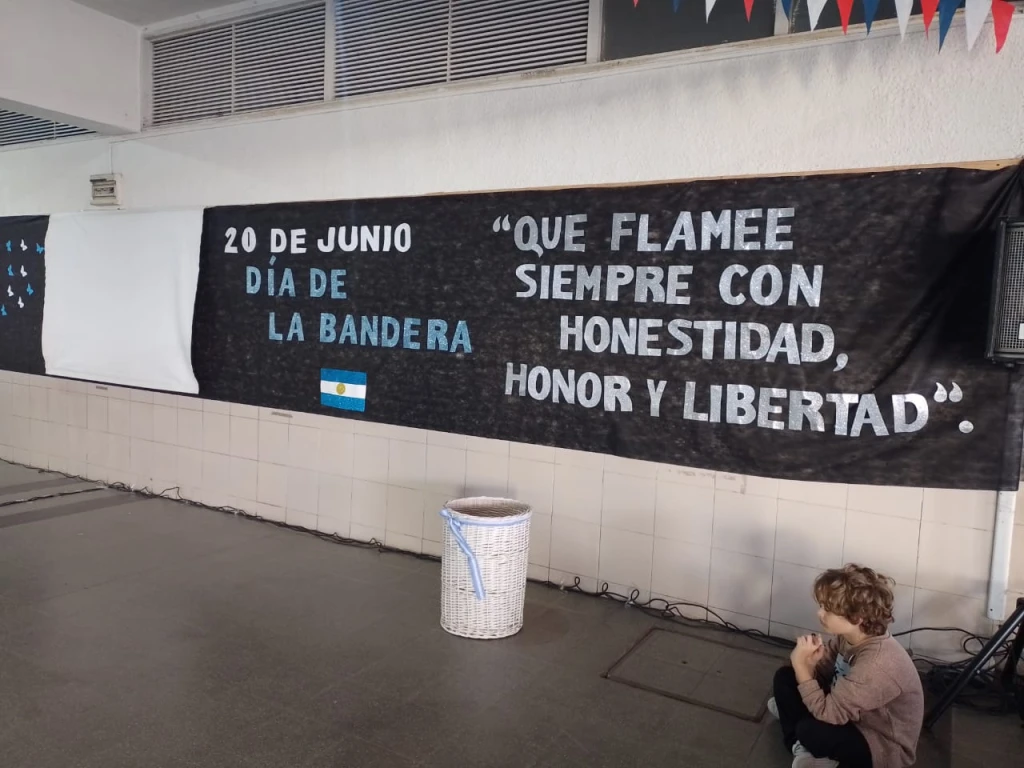 20 DE JUNIO
DÍA DE
LA BANDERA
“QUE FLAMEE
SIEMPRE CON
HONESTIDAD,
HONOR Y LIBERTAD”.